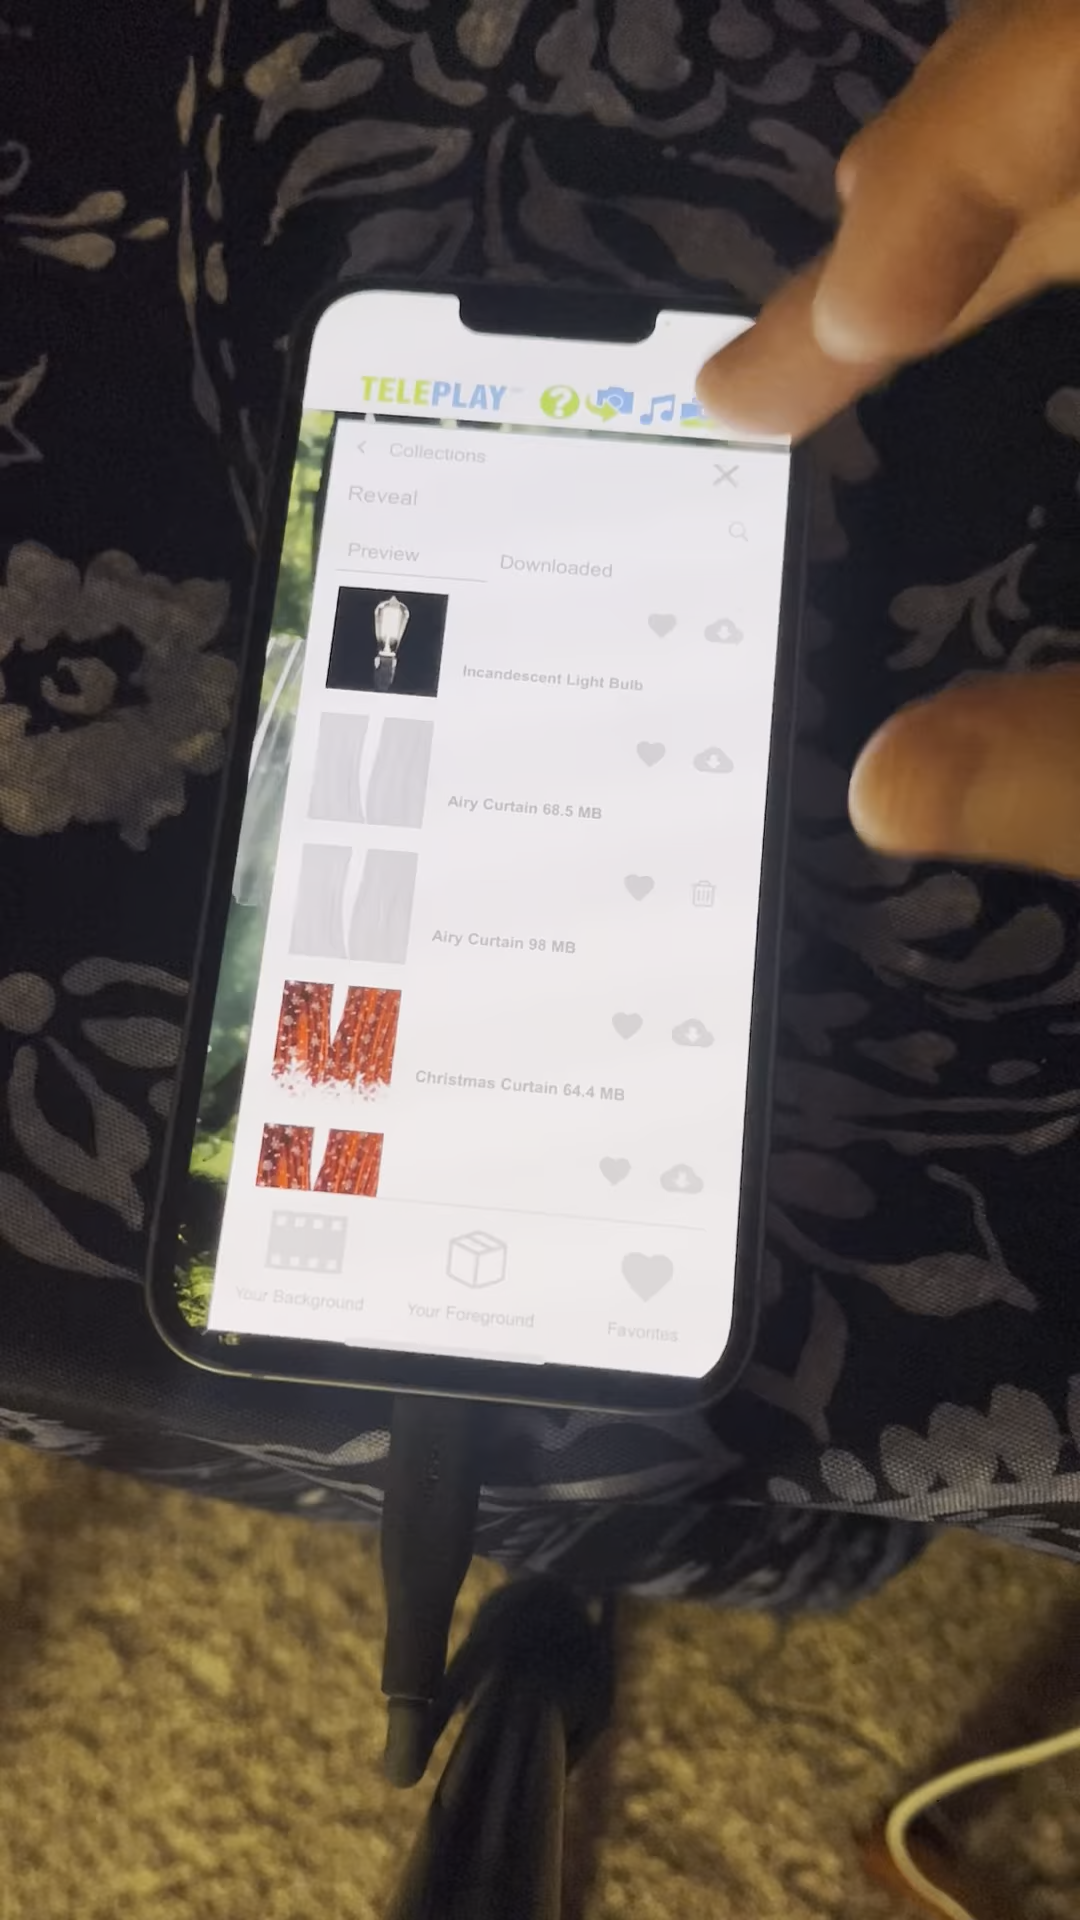 TELEPLAY
Collections
Reveal
Preview
Downloaded
Incandescent Light Bulb
Airy Curtain 68.5 MB
Airy Curtain 98 MB
Christmas Curtain 64.4 MB
Your Background
Your Foreground
Favorites